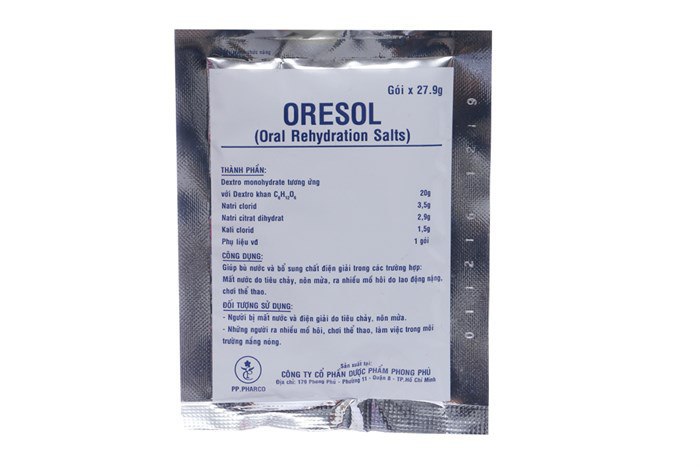 Gói x 27.9g
ORESOL
(Oral Rehydration Salts)
THÀNH PHẦN:
Dextro monohydrate tương ứng
với Dextro khan C₆H₁₂O₆ 20g
Natri clorid 3,5g
Natri citrat dihydrat 2,9g
Kali clorid 1,5g
Phụ liệu vđ 1 gói
CÔNG DỤNG:
Giúp bù nước và bổ sung chất điện giải trong các trường hợp:
Mất nước do tiêu chảy, nôn mửa, ra nhiều mồ hôi do lao động nặng,
chơi thể thao.
ĐỐI TƯỢNG SỬ DỤNG:
- Người bị mất nước và điện giải do tiêu chảy, nôn mửa.
- Những người ra nhiều mồ hôi, chơi thể thao, làm việc trong môi
trường nắng nóng.
PP.PHARCO
Sản xuất tại:
CÔNG TY CỔ PHẦN DƯỢC PHẨM PHONG PHÚ
Địa chỉ: 179 Phong Phú - Phường 11 - Quận 8 - TP.Hồ Chí Minh